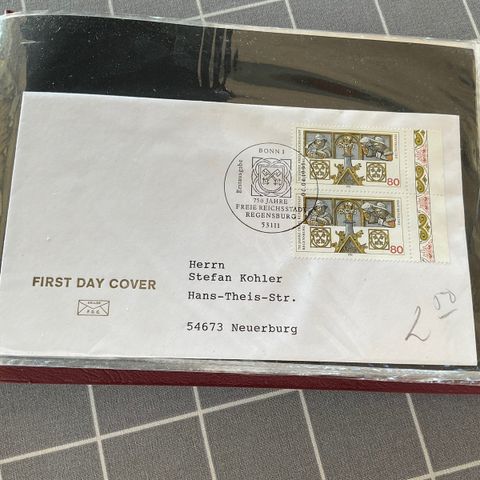 BONN 1
Erstausgabe
750 JAHRE
FREIE REICHSSTADT
REGENSBURG
53111
80
80
FIRST DAY COVER
F.D.C.
Herrn
Stefan Kohler
Hans-Theis-Str.
54673 Neuerburg
2 50